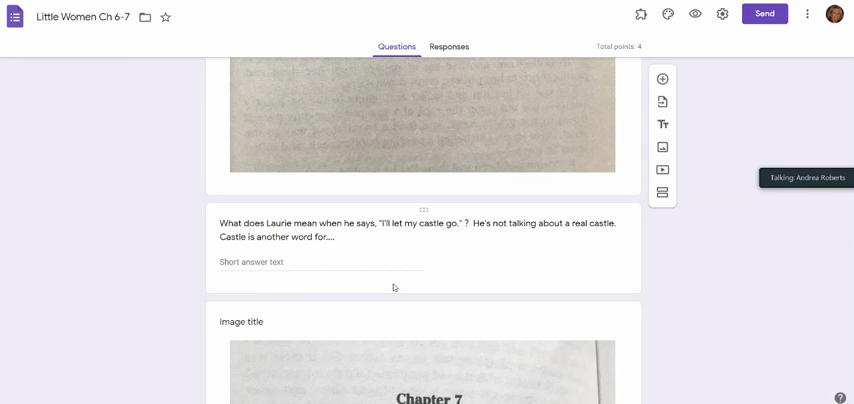 Little Women Ch 6-7
Send
Questions Responses Total points: 4
Talking: Andrea Roberts
What does Laurie mean when he says, "I'll let my castle go." ? He's not talking about a real castle.
Castle is another word for....
Short answer text
Image title
Chapter 7